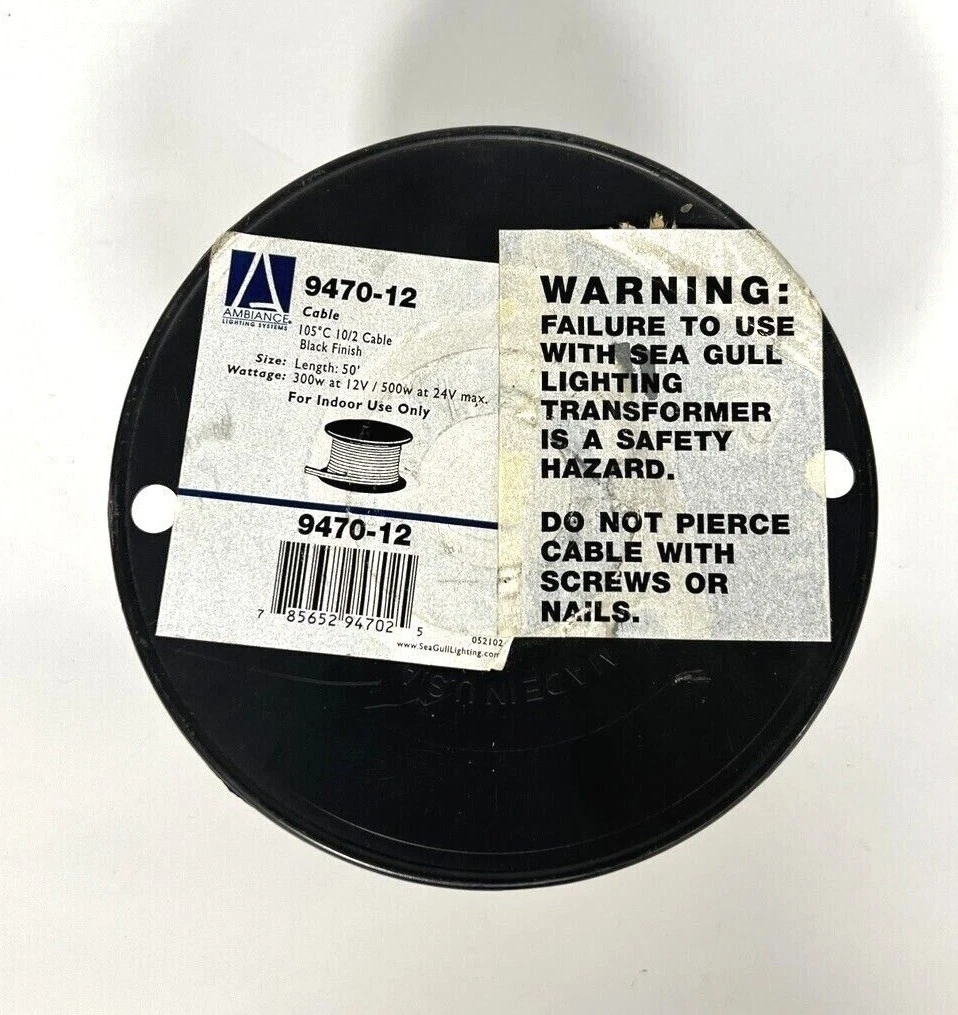 AMBIANCE®
LIGHTING SYSTEMS
9470-12
Cable
105°C 10/2 Cable
Black Finish
Size: Length: 50'
Wattage: 300w at 12V / 500w at 24V max.
For Indoor Use Only
9470-12
7 85652 94702 5
052102
www.SeaGullLighting.com
WARNING:
FAILURE TO USE
WITH SEA GULL
LIGHTING
TRANSFORMER
IS A SAFETY
HAZARD.
DO NOT PIERCE
CABLE WITH
SCREWS OR
NAILS.
MADE IN U.S.A.